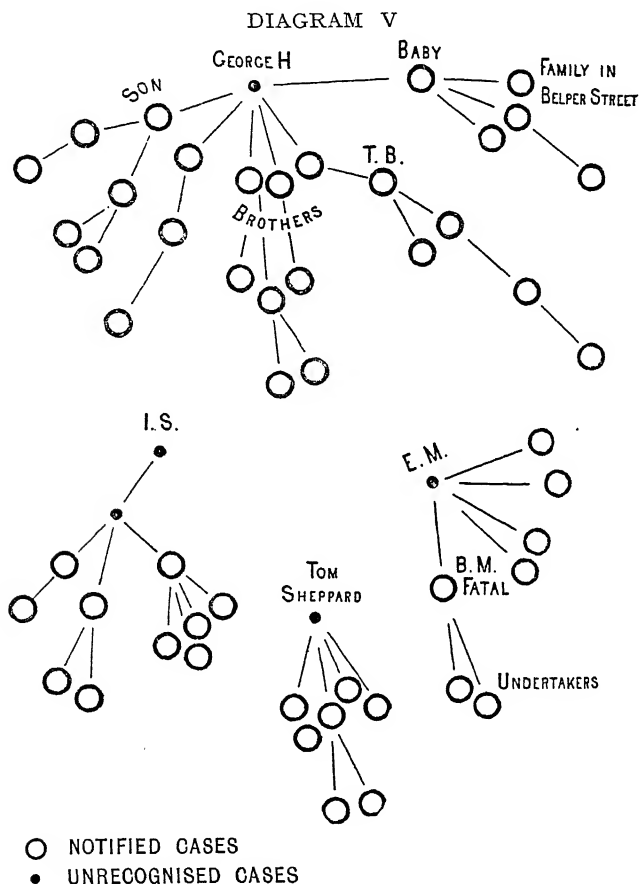 DIAGRAM V
GEORGE H
BABY
SON
FAMILY IN
BELPER STREET
T. B.
BROTHERS
I. S.
E. M.
TOM
SHEPPARD
B. M.
FATAL
UNDERTAKERS
NOTIFIED CASES
UNRECOGNISED CASES